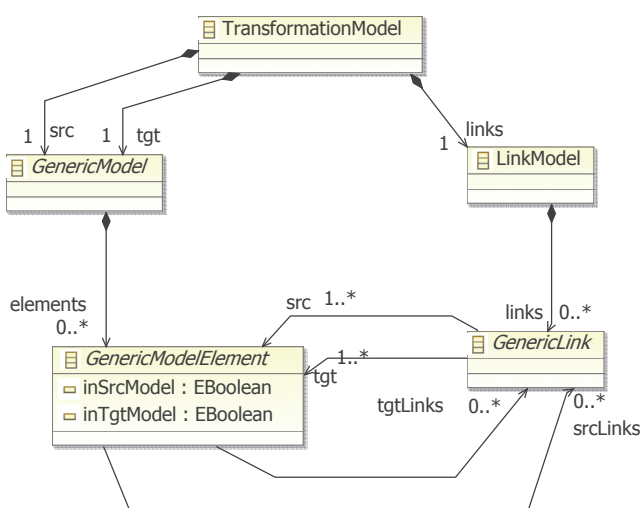 TransformationModel
1 src 1 tgt
links
1
GenericModel
LinkModel
elements
0..*
src 1..*
links 0..*
GenericModelElement
GenericLink
inSrcModel : EBoolean
inTgtModel : EBoolean
1..*
tgt
tgtLinks 0..*
0..*
srcLinks